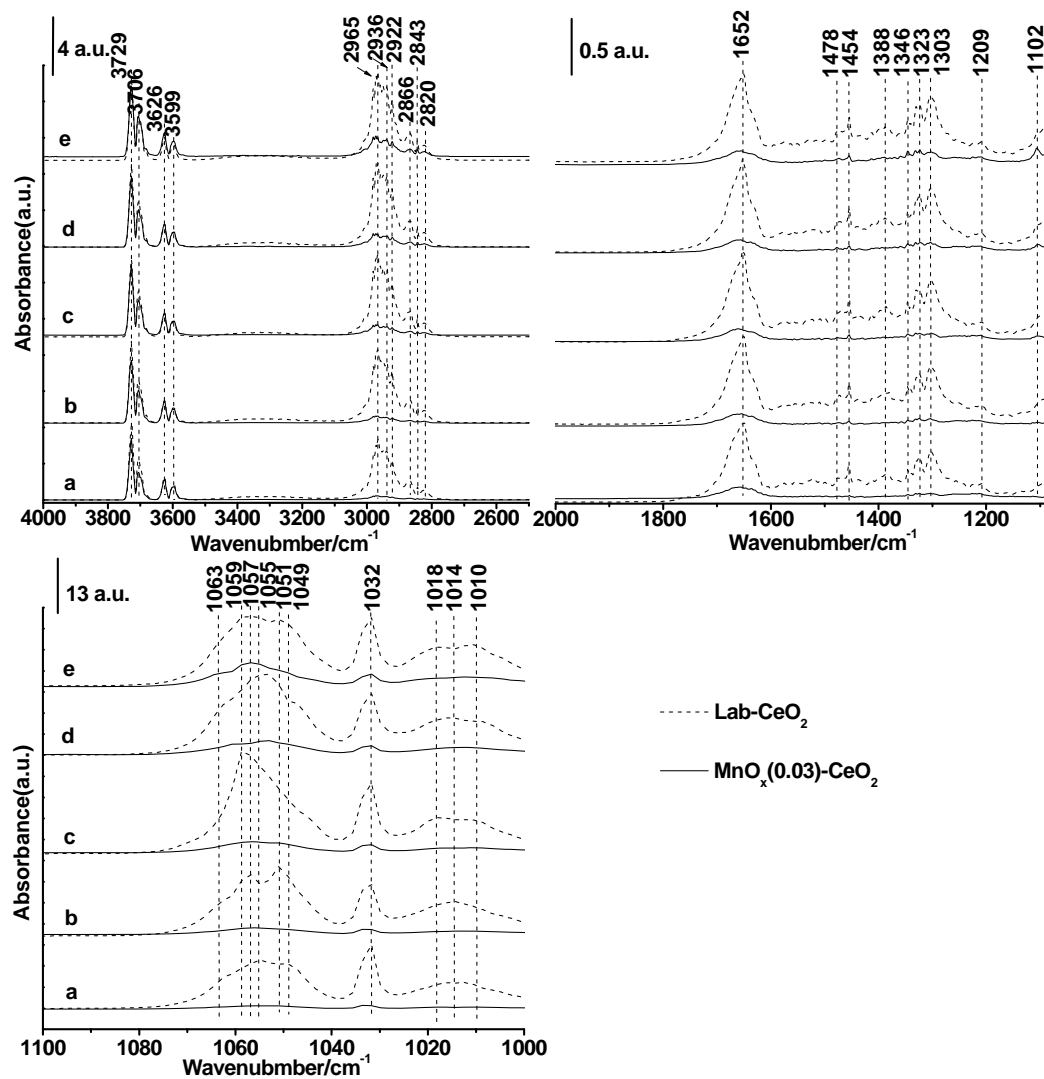 4 a.u.
3729
3706
3626
3599
2965
2936
2922
2866
2843
2820
e
d
c
b
a
Absorbance(a.u.)
4000 3800 3600 3400 3200 3000 2800 2600
Wavenubmber/cm⁻¹
0.5 a.u.
1652
1478
1454
1388
1346
1323
1303
1209
1102
2000 1800 1600 1400 1200
Wavenubmber/cm⁻¹
13 a.u.
1063
1059
1057
1055
1051
1049
1032
1018
1014
1010
e
d
c
b
a
Absorbance(a.u.)
1100 1080 1060 1040 1020 1000
Wavenubmber/cm⁻¹
Lab-CeO₂
MnOₓ(0.03)-CeO₂